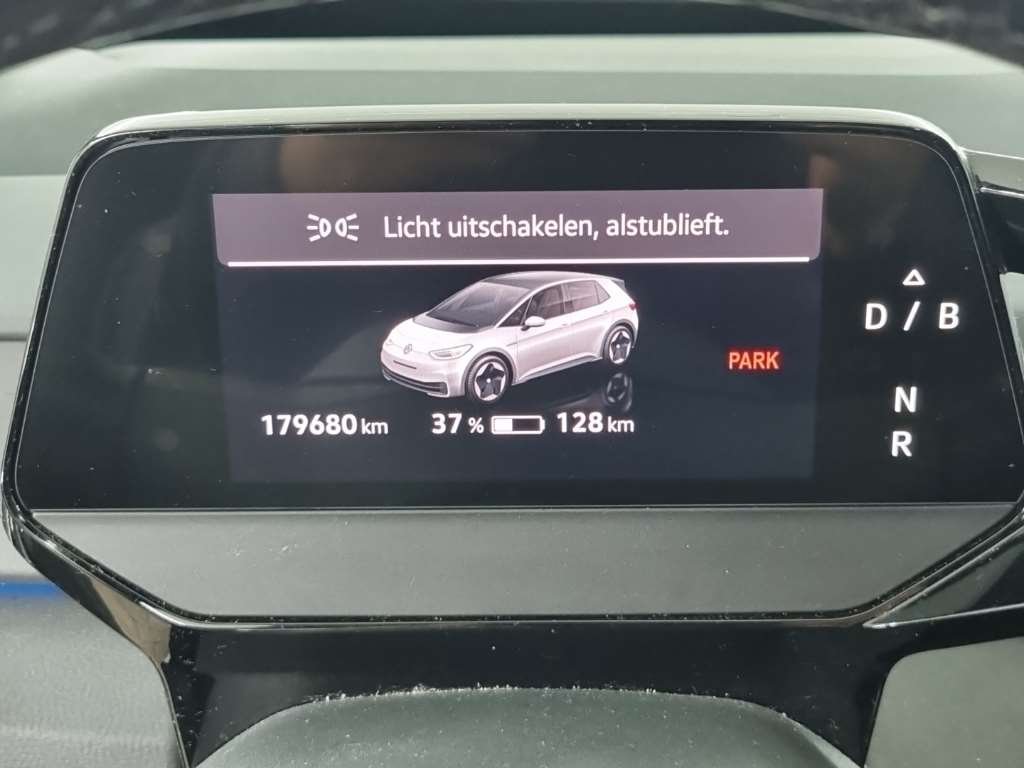 Licht uitschakelen, alstublieft.
D / B
PARK
N
179680 km 37 % 128 km
R